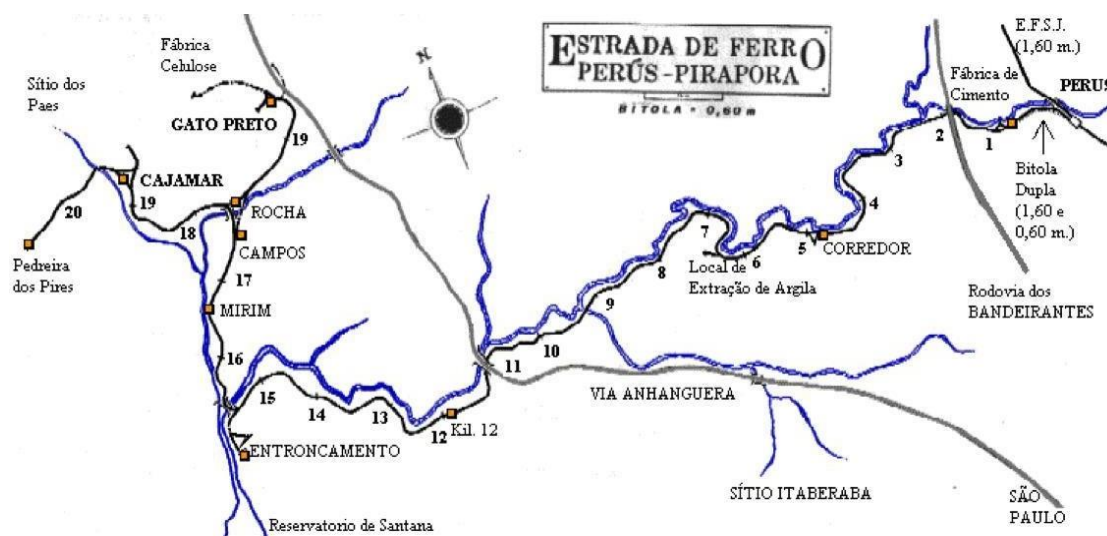 ESTRADA DE FERRO
PERÚS-PIRAPORA
BÍTOLA - 0,60 m
E.F.S.J.
(1,60 m.)
PERUS
Fábrica de
Cimento
Bitola
Dupla
(1,60 e
0,60 m.)
Rodovia dos
BANDEIRANTES
Fábrica
Celulose
Sítio dos
Paes
N
GATO PRETO
19
CAJAMAR
19
20
18
ROCHA
CAMPOS
Pedreira
dos Pires
17
MIRIM
16
15
14
13
12
Kil. 12
ENTRONCAMENTO
Reservatorio de Santana
11
10
9
8
7
6
5
CORREDOR
4
3
2
1
Local de
Extração de Argila
VIA ANHANGUERA
SÍTIO ITABERABA
SÃO
PAULO